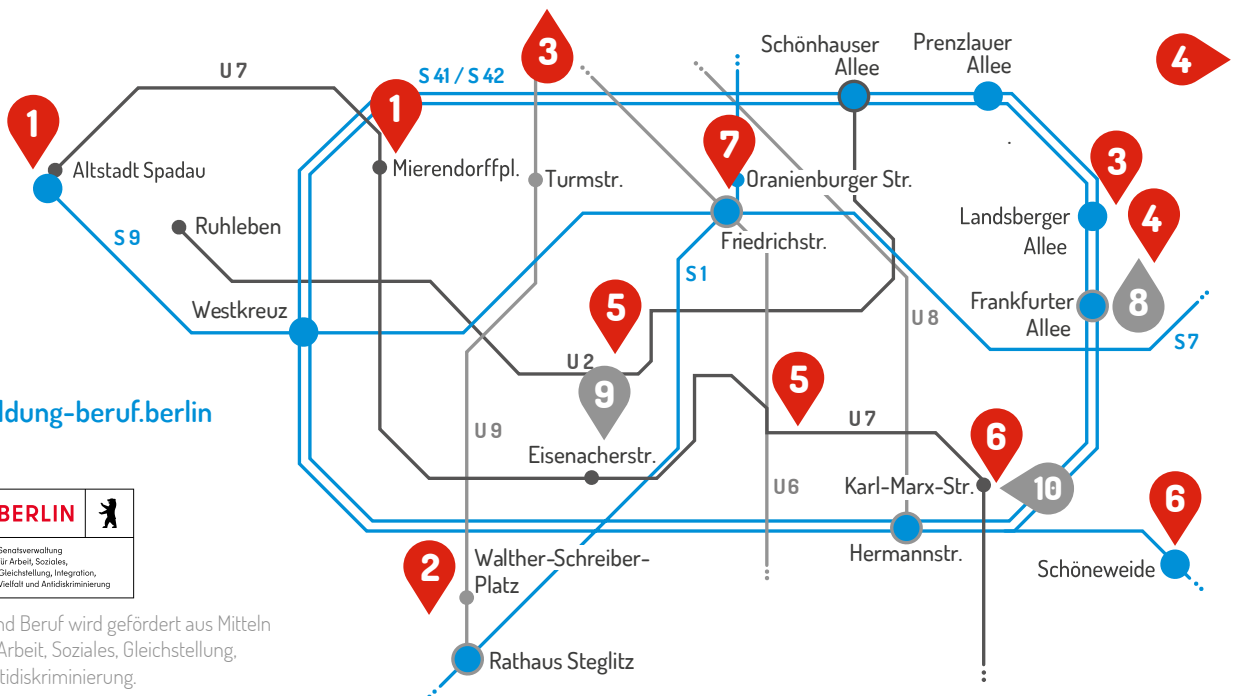 3
Schönhauser
Allee
Prenzlauer
Allee
4
U 7
S 41 / S 42
1
1
7
3
Altstadt Spadau
Mierendorffpl.
Turmstr.
Oranienburger Str.
Landsberger
Allee
4
Ruhleben
S 9
Friedrichstr.
S 1
Westkreuz
5
U 8
Frankfurter
Allee
8
S 7
U 2
9
5
ldung-beruf.berlin
U 9
U 7
6
Eisenacherstr.
U6
Karl-Marx-Str.
10
6
BERLIN
Senatsverwaltung
für Arbeit, Soziales,
Gleichstellung, Integration,
Vielfalt und Antidiskriminierung
2
Walther-Schreiber-
Platz
Hermannstr.
Schöneweide
nd Beruf wird gefördert aus Mitteln
Arbeit, Soziales, Gleichstellung,
tidiskriminierung.
Rathaus Steglitz